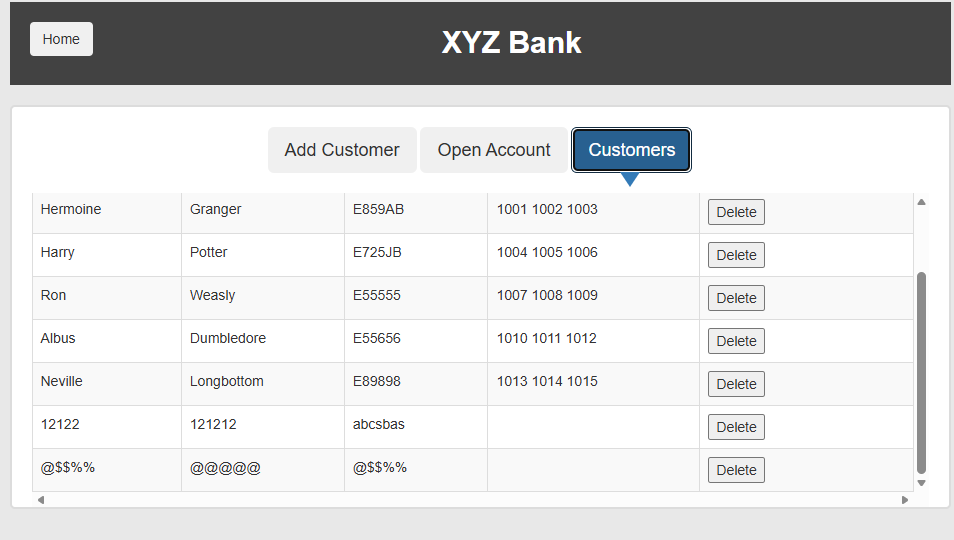 Home
XYZ Bank
Add Customer Open Account Customers
Hermoine Granger E859AB 1001 1002 1003 Delete
Harry Potter E725JB 1004 1005 1006 Delete
Ron Weasly E55555 1007 1008 1009 Delete
Albus Dumbledore E55656 1010 1011 1012 Delete
Neville Longbottom E89898 1013 1014 1015 Delete
12122 121212 abcsbas Delete
@$$%% @@@@@ @$$%% Delete